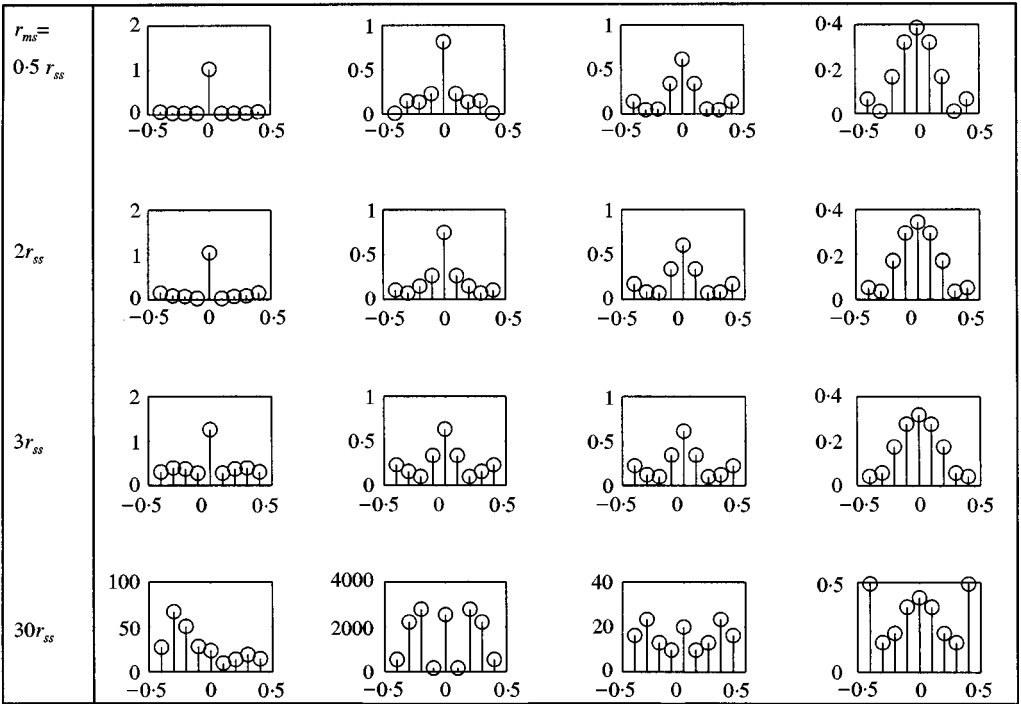 r_ms=
0·5 r_ss
2 1 0 −0·5 0 0·5
1 0·5 0 −0·5 0 0·5
1 0·5 0 −0·5 0 0·5
0·4 0·2 0 −0·5 0 0·5
2r_ss
2 1 0 −0·5 0 0·5
1 0·5 0 −0·5 0 0·5
1 0·5 0 −0·5 0 0·5
0·4 0·2 0 −0·5 0 0·5
3r_ss
2 1 0 −0·5 0 0·5
1 0·5 0 −0·5 0 0·5
1 0·5 0 −0·5 0 0·5
0·4 0·2 0 −0·5 0 0·5
30r_ss
100 50 0 −0·5 0 0·5
4000 2000 0 −0·5 0 0·5
40 20 0 −0·5 0 0·5
0·5 0 −0·5 0 0·5